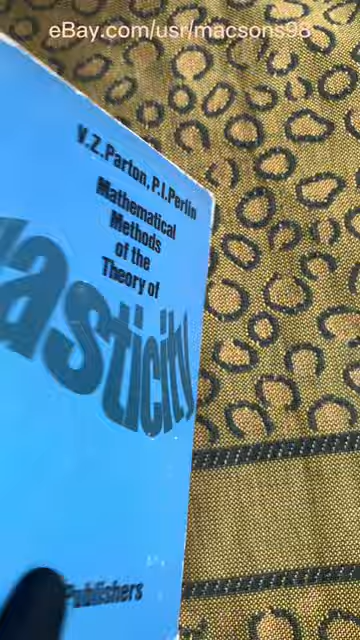 eBay.com/usr/macsons98
V.Z.Parton, P.I.Perlin
Mathematical
Methods
of the
Theory of
asticity
Publishers